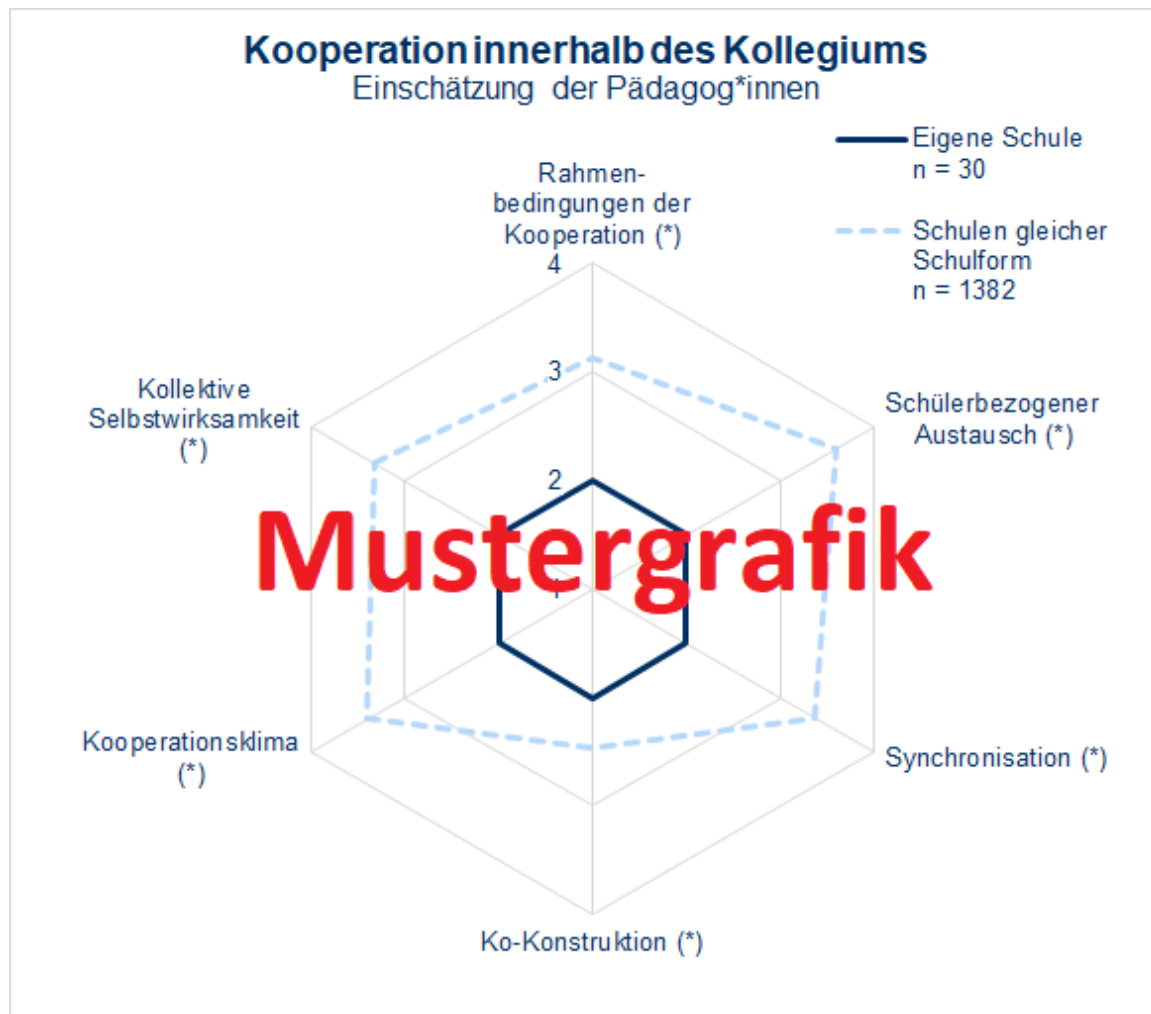 Kooperation innerhalb des Kollegiums
Einschätzung der Pädagog*innen
Eigene Schule
n = 30
Schulen gleicher
Schulform
n = 1382
Rahmen-
bedingungen der
Kooperation (*)
4
3
2
Schülerbezogener
Austausch (*)
Synchronisation (*)
Ko-Konstruktion (*)
Kooperationsklima
(*)
Kollektive
Selbstwirksamkeit
(*)
Mustergrafik